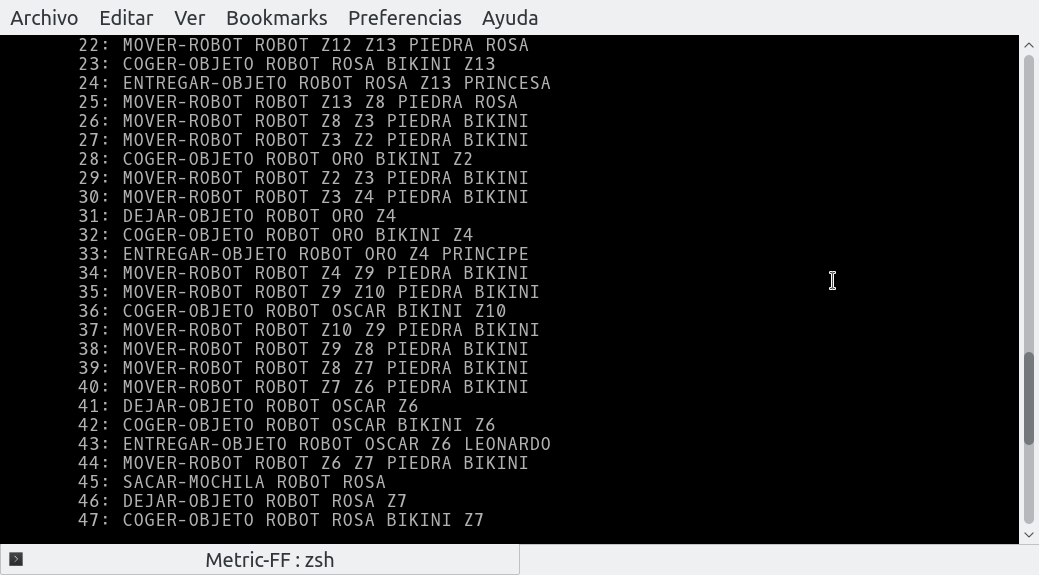 Archivo Editar Ver Bookmarks Preferencias Ayuda
22: MOVER-ROBOT ROBOT Z12 Z13 PIEDRA ROSA
23: COGER-OBJETO ROBOT ROSA BIKINI Z13
24: ENTREGAR-OBJETO ROBOT ROSA Z13 PRINCESA
25: MOVER-ROBOT ROBOT Z13 Z8 PIEDRA ROSA
26: MOVER-ROBOT ROBOT Z8 Z3 PIEDRA BIKINI
27: MOVER-ROBOT ROBOT Z3 Z2 PIEDRA BIKINI
28: COGER-OBJETO ROBOT ORO BIKINI Z2
29: MOVER-ROBOT ROBOT Z2 Z3 PIEDRA BIKINI
30: MOVER-ROBOT ROBOT Z3 Z4 PIEDRA BIKINI
31: DEJAR-OBJETO ROBOT ORO Z4
32: COGER-OBJETO ROBOT ORO BIKINI Z4
33: ENTREGAR-OBJETO ROBOT ORO Z4 PRINCIPE
34: MOVER-ROBOT ROBOT Z4 Z9 PIEDRA BIKINI
35: MOVER-ROBOT ROBOT Z9 Z10 PIEDRA BIKINI
36: COGER-OBJETO ROBOT OSCAR BIKINI Z10
37: MOVER-ROBOT ROBOT Z10 Z9 PIEDRA BIKINI
38: MOVER-ROBOT ROBOT Z9 Z8 PIEDRA BIKINI
39: MOVER-ROBOT ROBOT Z8 Z7 PIEDRA BIKINI
40: MOVER-ROBOT ROBOT Z7 Z6 PIEDRA BIKINI
41: DEJAR-OBJETO ROBOT OSCAR Z6
42: COGER-OBJETO ROBOT OSCAR BIKINI Z6
43: ENTREGAR-OBJETO ROBOT OSCAR Z6 LEONARDO
44: MOVER-ROBOT ROBOT Z6 Z7 PIEDRA BIKINI
45: SACAR-MOCHILA ROBOT ROSA
46: DEJAR-OBJETO ROBOT ROSA Z7
47: COGER-OBJETO ROBOT ROSA BIKINI Z7
Metric-FF : zsh